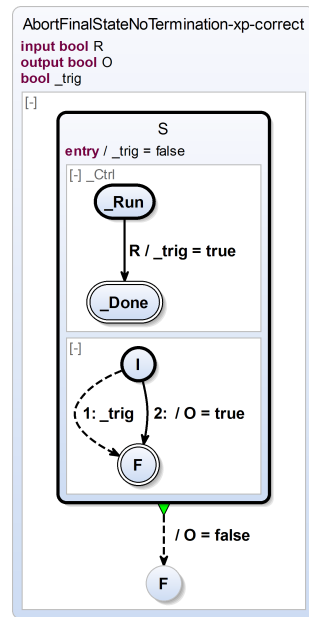 AbortFinalStateNoTermination-xp-correct
input bool R
output bool O
bool _trig
[-]
S
entry / _trig = false
[-] _Ctrl
_Run
R / _trig = true
_Done
[-]
I
1: _trig
2: / O = true
F
/ O = false
F